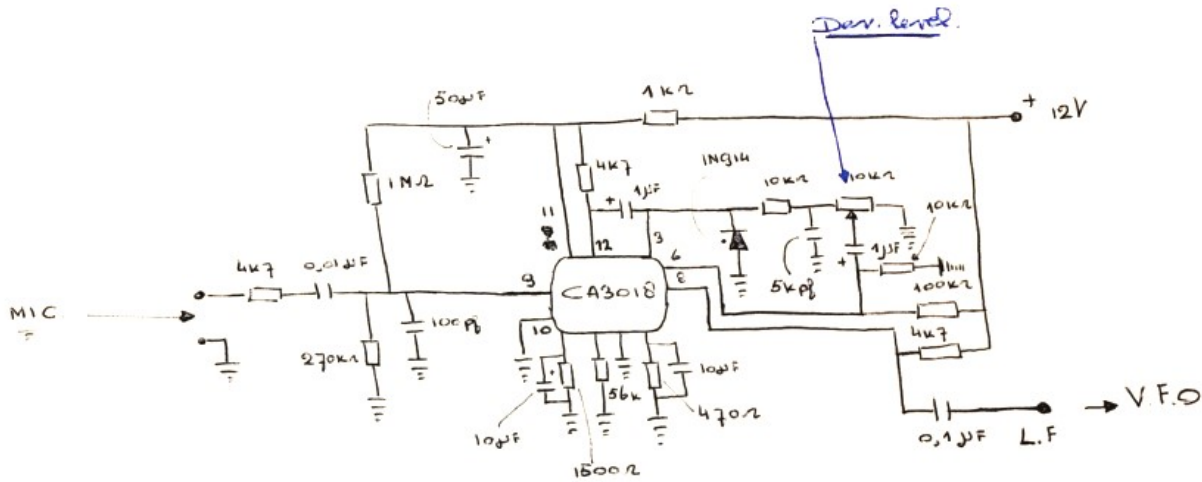 Dev. level.
50µF
1KΩ
+ 12V
1MΩ
4K7
1N914
1µF
10KΩ
10KΩ
10KΩ
11
12
3
6
8
1µF
5Kpf
100KΩ
4K7
4K7
0,01µF
9
CA3018
MIC
10
100pf
270KΩ
56K
10µF
470Ω
10µF
1500Ω
0,1µF
L.F
V.F.O